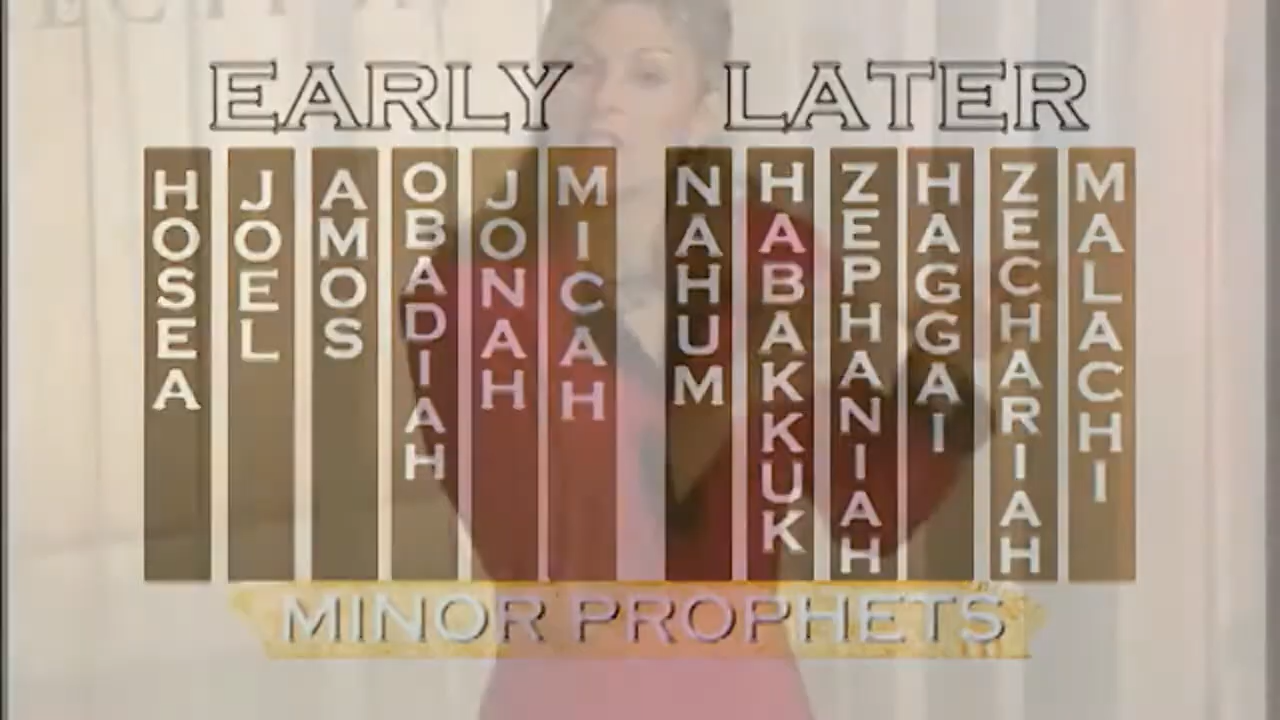 EARLY LATER
HOSEA
JOEL
AMOS
OBADIAH
JONAH
MICAH
NAHUM
HABAKKUK
ZEPHANIAH
HAGGAI
ZECHARIAH
MALACHI
MINOR PROPHETS